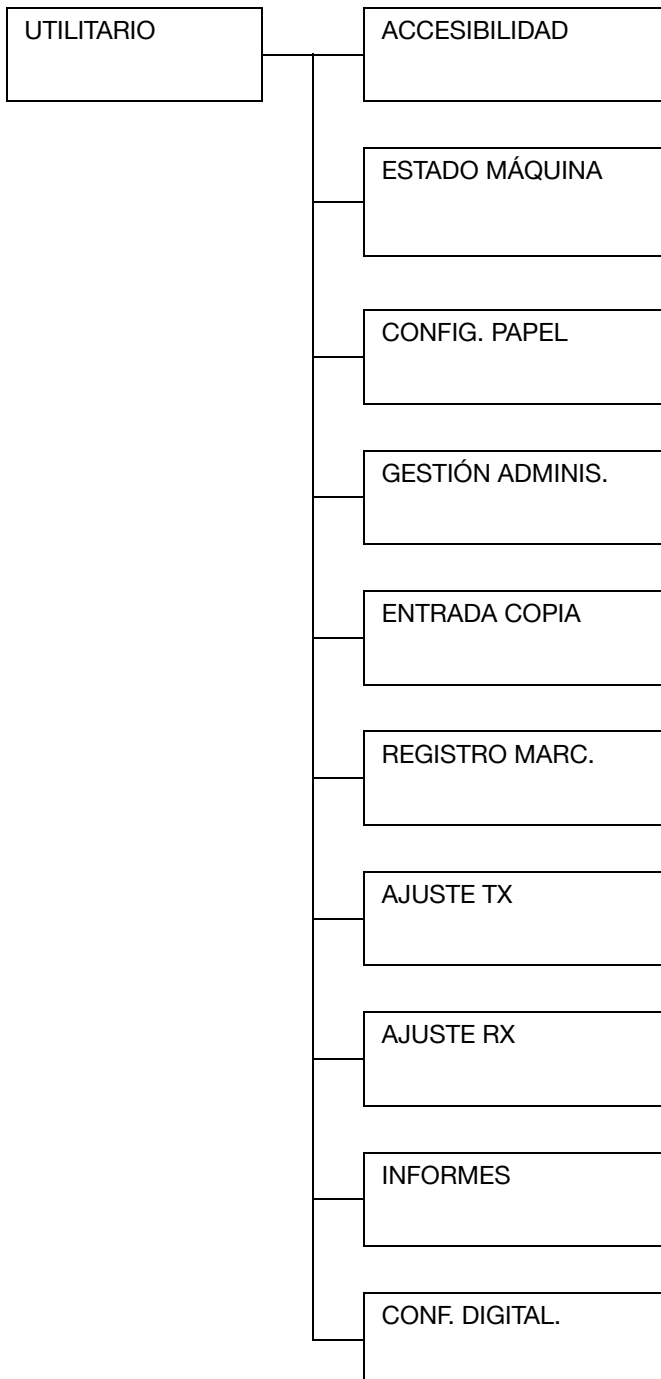 UTILITARIO
ACCESIBILIDAD
ESTADO MÁQUINA
CONFIG. PAPEL
GESTIÓN ADMINIS.
ENTRADA COPIA
REGISTRO MARC.
AJUSTE TX
AJUSTE RX
INFORMES
CONF. DIGITAL.